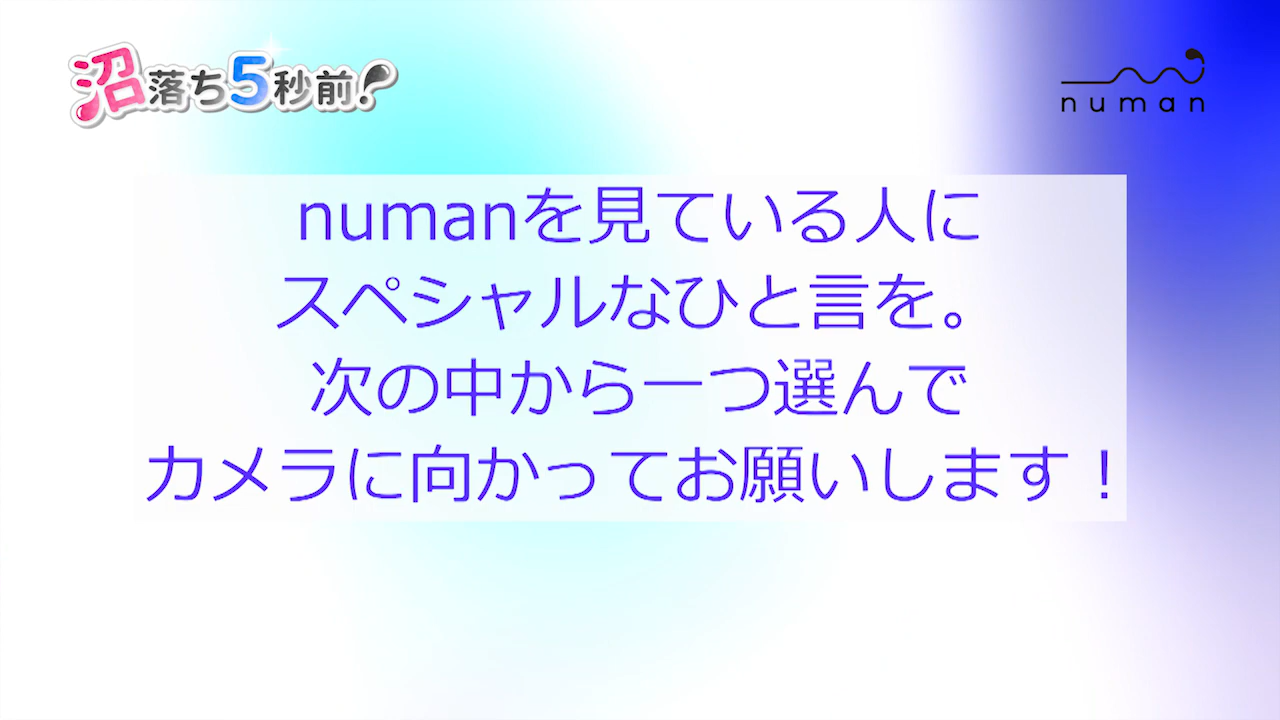 沼落ち5秒前!
numan
numanを見ている人に
スペシャルなひと言を。
次の中から一つ選んで
カメラに向かってお願いします！